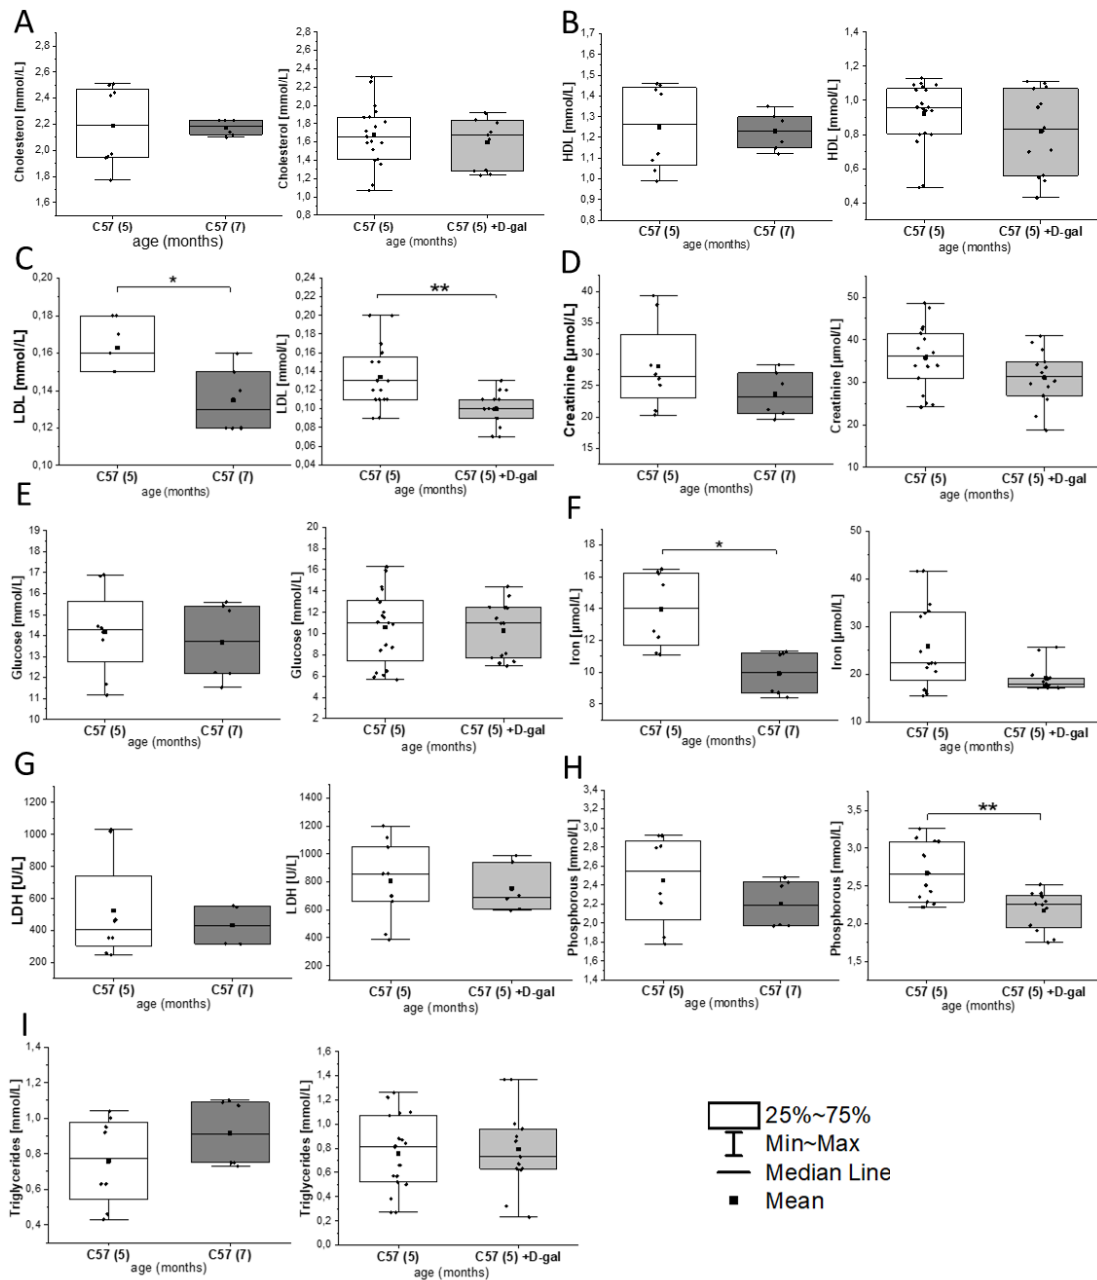 A
Cholesterol [mmol/L]
2,8
2,6
2,4
2,2
2,0
1,8
1,6
C57 (5)
C57 (7)
age (months)
Cholesterol [mmol/L]
2,8
2,6
2,4
2,2
2,0
1,8
1,6
1,4
1,2
1,0
0,8
C57 (5)
C57 (5) +D-gal
age (months)
B
HDL [mmol/L]
1,7
1,6
1,5
1,4
1,3
1,2
1,1
1,0
0,9
0,8
C57 (5)
C57 (7)
age (months)
HDL [mmol/L]
1,4
1,2
1,0
0,8
0,6
0,4
C57 (5)
C57 (5) +D-gal
age (months)
C
LDL [mmol/L]
0,20
0,18
0,16
0,14
0,12
0,10
*
C57 (5)
C57 (7)
age (months)
LDL [mmol/L]
0,24
0,22
0,20
0,18
0,16
0,14
0,12
0,10
0,08
0,06
0,04
**
C57 (5)
C57 (5) +D-gal
age (months)
D
Creatinine [µmol/L]
40
35
30
25
20
15
C57 (5)
C57 (7)
age (months)
Creatinine [µmol/L]
50
40
30
20
10
C57 (5)
C57 (5) +D-gal
age (months)
E
Glucose [mmol/L]
19
18
17
16
15
14
13
12
11
10
C57 (5)
C57 (7)
age (months)
Glucose [mmol/L]
20
18
16
14
12
10
8
6
4
2
C57 (5)
C57 (5) +D-gal
age (months)
F
Iron [µmol/L]
18
16
14
12
10
8
*
C57 (5)
C57 (7)
age (months)
Iron [µmol/L]
50
40
30
20
10
C57 (5)
C57 (5) +D-gal
age (months)
G
LDH [U/L]
1200
1000
800
600
400
200
C57 (5)
C57 (7)
age (months)
LDH [U/L]
1400
1200
1000
800
600
400
200
C57 (5)
C57 (5) +D-gal
age (months)
H
Phosphorous [mmol/L]
3,4
3,2
3,0
2,8
2,6
2,4
2,2
2,0
1,8
1,6
1,4
C57 (5)
C57 (7)
age (months)
Phosphorous [mmol/L]
3,5
3,0
2,5
2,0
1,5
**
C57 (5)
C57 (5) +D-gal
age (months)
I
Triglycerides [mmol/L]
1,4
1,2
1,0
0,8
0,6
0,4
C57 (5)
C57 (7)
age (months)
Triglycerides [mmol/L]
1,6
1,4
1,2
1,0
0,8
0,6
0,4
0,2
0,0
C57 (5)
C57 (5) +D-gal
age (months)
25%~75%
Min~Max
Median Line
Mean